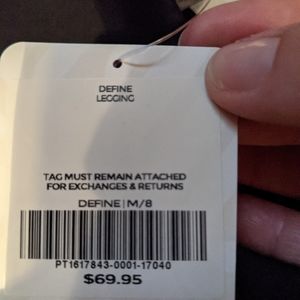 DEFINE
LEGGING
TAG MUST REMAIN ATTACHED
FOR EXCHANGES & RETURNS
DEFINE | M/8
PT1617843-0001-17040
$69.95